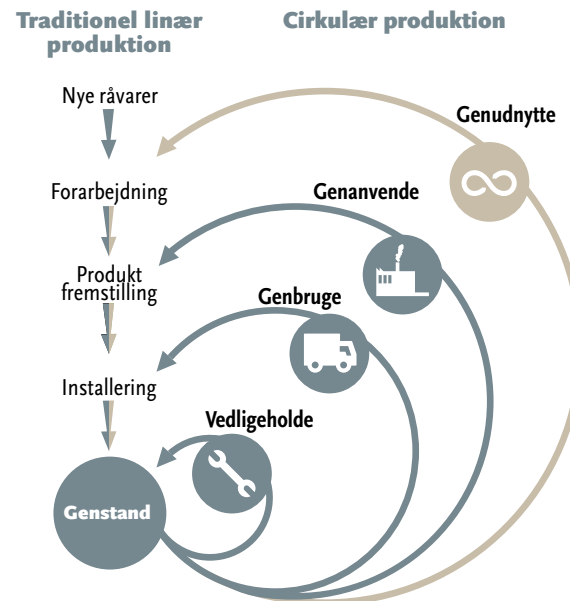 Traditionel linær
produktion
Cirkulær produktion
Nye råvarer
Genudnytte
Forarbejdning
Genanvende
Produkt
fremstilling
Genbruge
Installering
Vedligeholde
Genstand